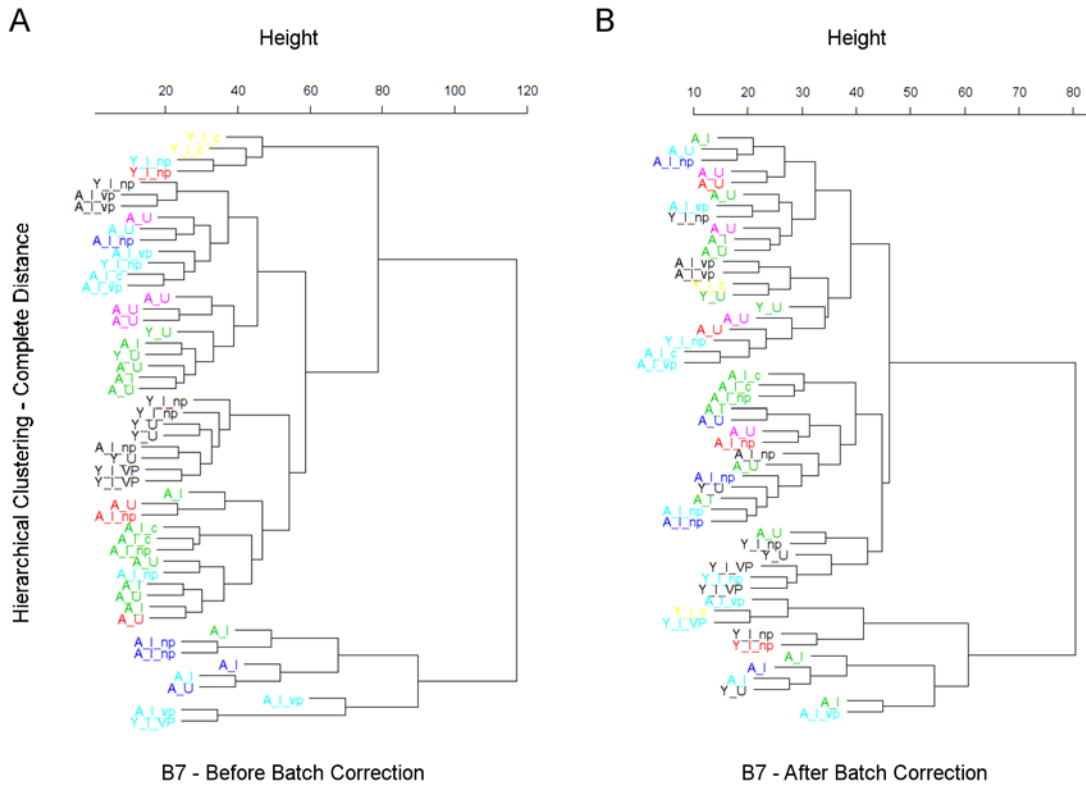 A
Height
20
40
60
80
100
120
Y_I_c
Y_I_c
Y_I_np
Y_I_np
Y_I_np
A_I_vp
A_I_vp
A_U
A_U
A_I_np
A_I_vp
Y_I_np
A_I_c
A_I_vp
A_U
A_U
A_U
Y_U
A_I
Y_U
A_U
A_I
A_U
Y_I_np
Y_I_np
Y_U
Y_U
A_I_np
Y_U
Y_I_VP
Y_I_VP
A_I
A_U
A_I_np
A_I_c
A_I_c
A_I_np
A_U
A_I_np
A_I
A_U
A_I
A_U
A_I
A_I_np
A_I_np
A_I
A_I
A_U
A_I_vp
A_I_vp
Y_I_VP
Hierarchical Clustering - Complete Distance
B7 - Before Batch Correction
B
Height
10
20
30
40
50
60
70
80
A_I
A_U
A_I_np
A_U
A_U
A_U
A_I_vp
Y_I_np
A_U
A_I
A_U
A_I_vp
A_I_vp
Y_I_c
Y_U
Y_U
A_U
A_U
Y_I_np
A_I_c
A_I_vp
A_I_c
A_I_c
A_I_np
A_I
A_U
A_U
A_I_np
A_I_np
A_U
A_I_np
Y_U
A_I
A_I_np
A_I_np
A_U
Y_I_np
Y_U
Y_I_VP
Y_I_np
Y_I_VP
A_I_vp
Y_I_c
Y_I_VP
Y_I_np
Y_I_np
A_I
A_I
A_I
Y_U
A_I
A_I_vp
B7 - After Batch Correction